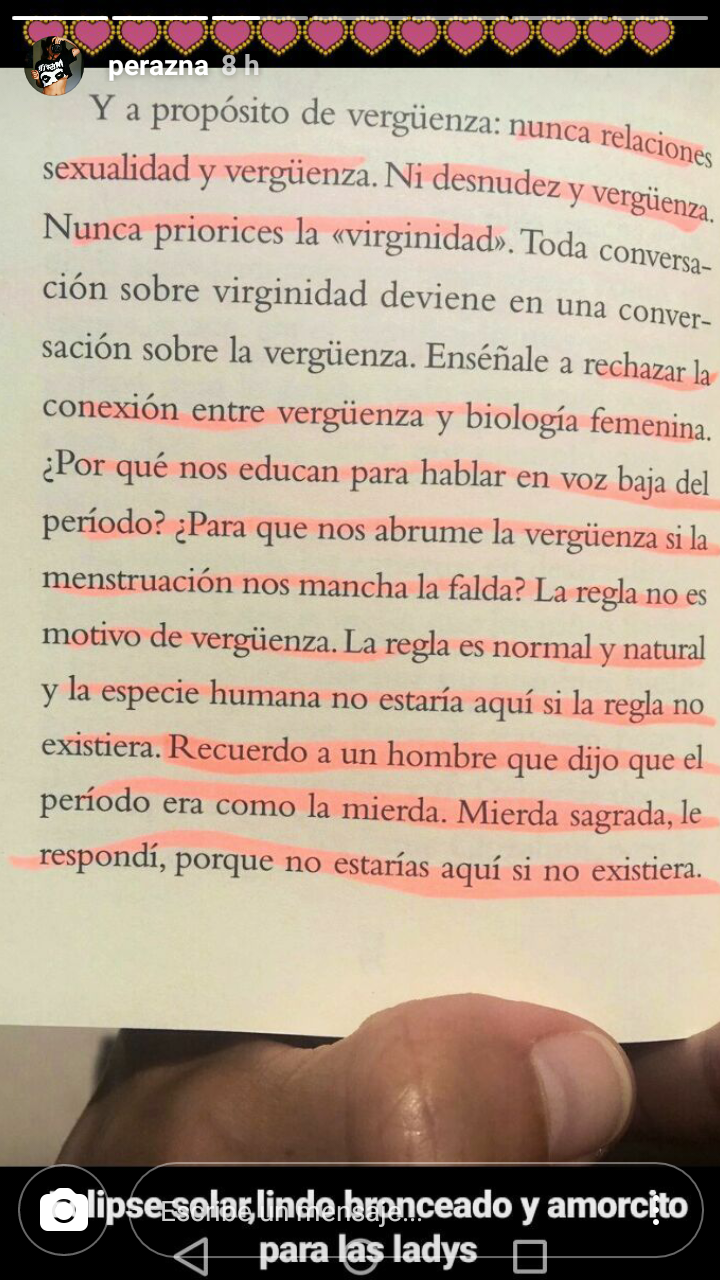 perazna 8 h
Y a propósito de vergüenza: nunca relaciones
sexualidad y vergüenza. Ni desnudez y vergüenza.
Nunca priorices la «virginidad». Toda conversa-
ción sobre virginidad deviene en una conver-
sación sobre la vergüenza. Enséñale a rechazar la
conexión entre vergüenza y biología femenina.
¿Por qué nos educan para hablar en voz baja del
período? ¿Para que nos abrume la vergüenza si la
menstruación nos mancha la falda? La regla no es
motivo de vergüenza. La regla es normal y natural
y la especie humana no estaría aquí si la regla no
existiera. Recuerdo a un hombre que dijo que el
período era como la mierda. Mierda sagrada, le
respondí, porque no estarías aquí si no existiera.
solar, lindo bronceado y amorcito
Escribe un mensaje...
para las ladys